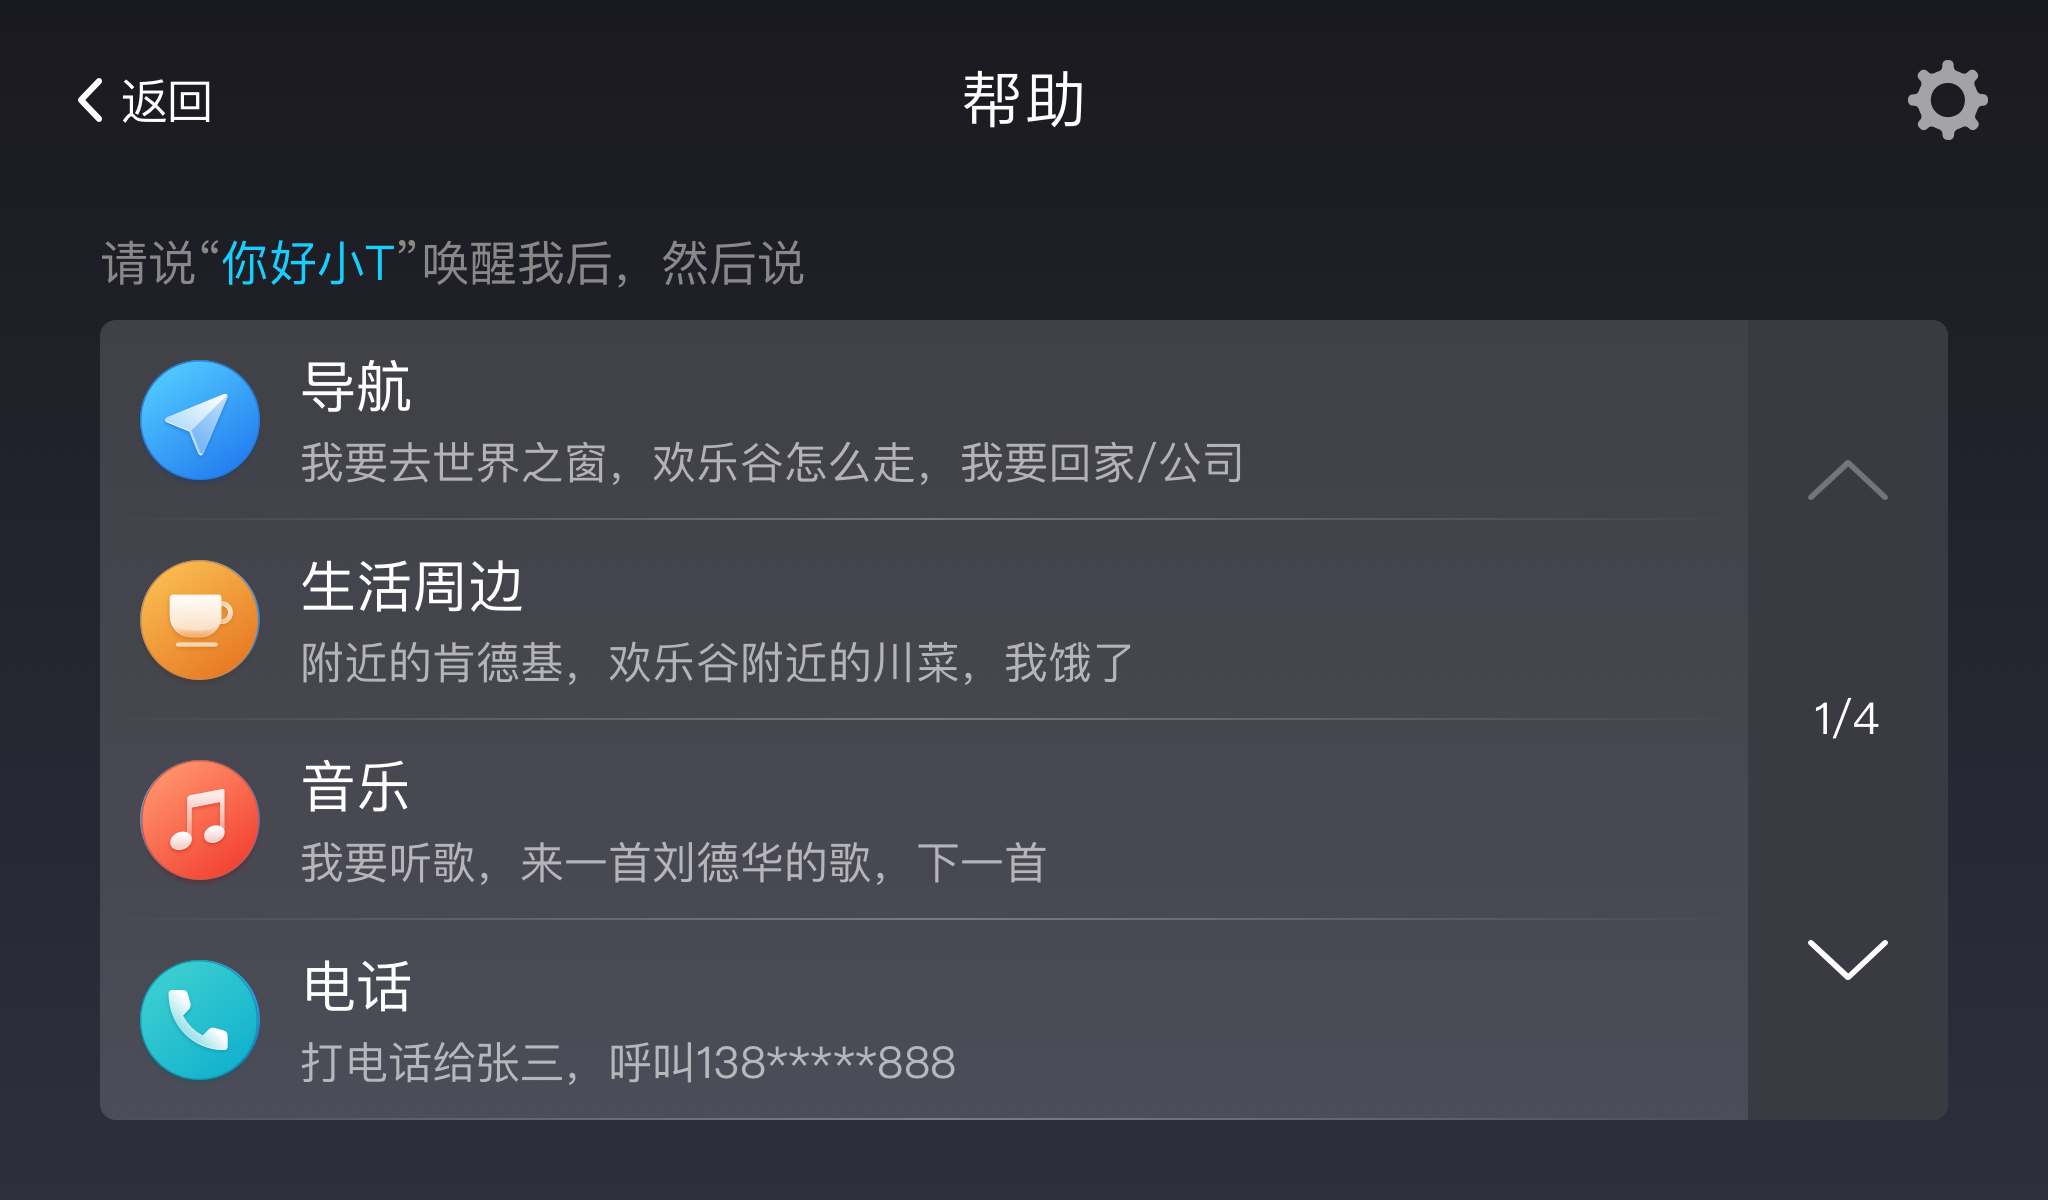 返回
帮助
请说“你好小T”唤醒我后，然后说
导航
我要去世界之窗，欢乐谷怎么走，我要回家/公司
生活周边
附近的肯德基，欢乐谷附近的川菜，我饿了
1/4
音乐
我要听歌，来一首刘德华的歌，下一首
电话
打电话给张三，呼叫138*****888